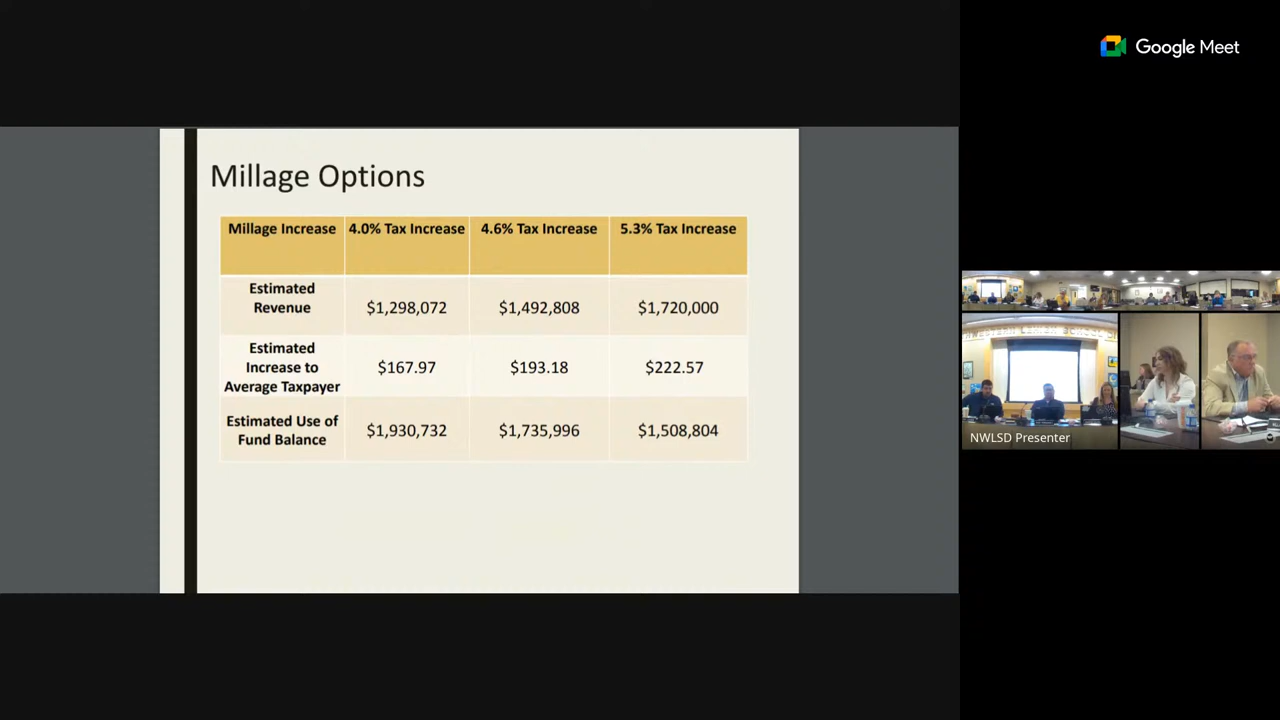 Google Meet
Millage Options
Millage Increase 4.0% Tax Increase 4.6% Tax Increase 5.3% Tax Increase
Estimated
Revenue $1,298,072 $1,492,808 $1,720,000
Estimated
Increase to
Average Taxpayer $167.97 $193.18 $222.57
Estimated Use of
Fund Balance $1,930,732 $1,735,996 $1,508,804
LEHIGH SCHOOL
NWLSD Presenter